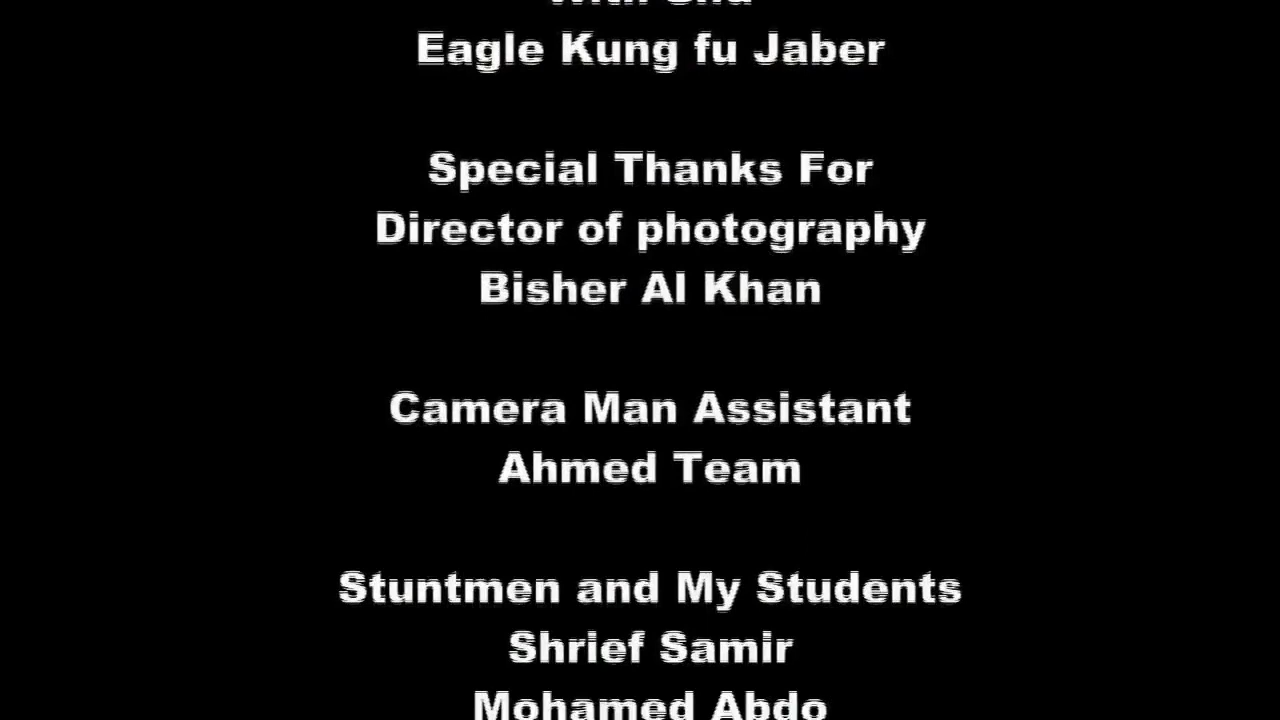 Eagle Kung fu Jaber
Special Thanks For
Director of photography
Bisher Al Khan
Camera Man Assistant
Ahmed Team
Stuntmen and My Students
Shrief Samir
Mohamed Abdo